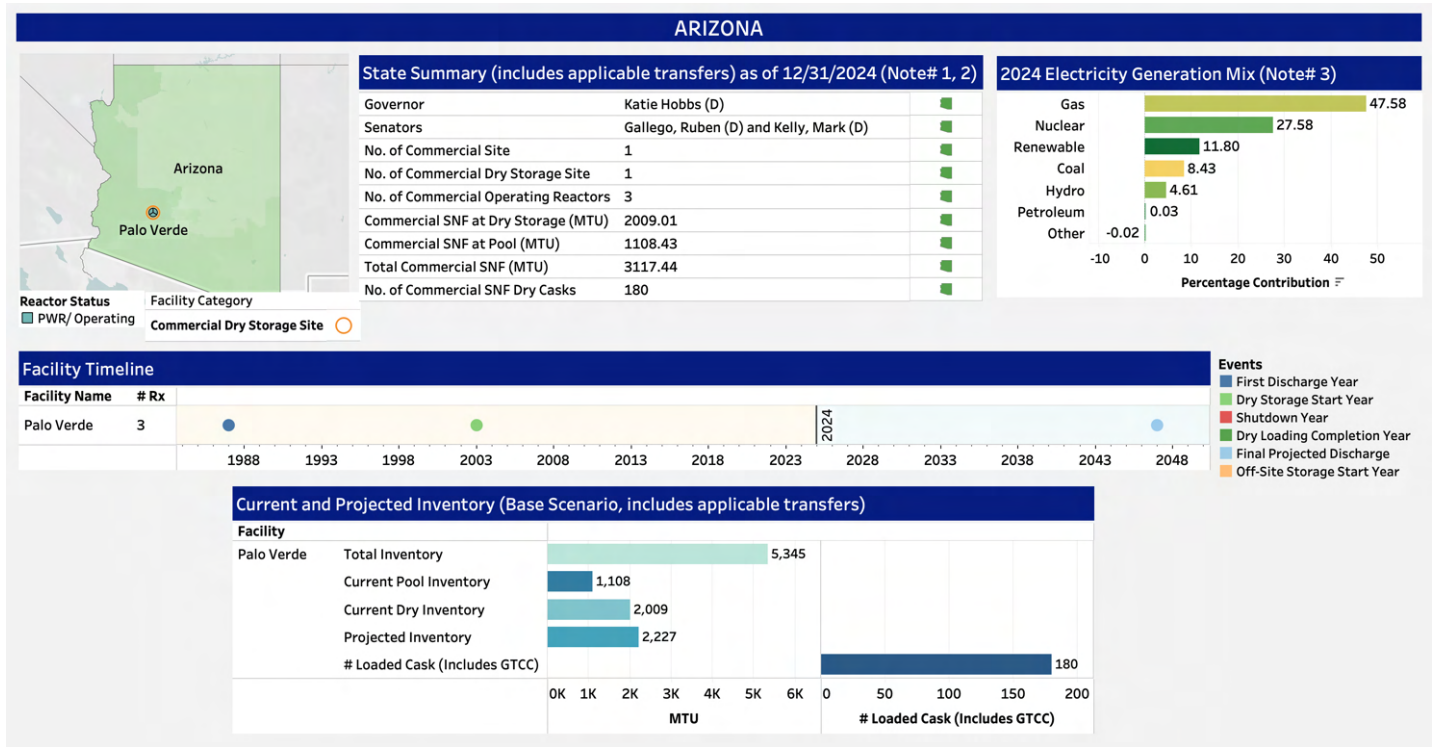 ARIZONA
Arizona
Palo Verde
Reactor Status
PWR/ Operating
Facility Category
Commercial Dry Storage Site
State Summary (includes applicable transfers) as of 12/31/2024 (Note# 1, 2)
Governor Katie Hobbs (D)
Senators Gallego, Ruben (D) and Kelly, Mark (D)
No. of Commercial Site 1
No. of Commercial Dry Storage Site 1
No. of Commercial Operating Reactors 3
Commercial SNF at Dry Storage (MTU) 2009.01
Commercial SNF at Pool (MTU) 1108.43
Total Commercial SNF (MTU) 3117.44
No. of Commercial SNF Dry Casks 180
2024 Electricity Generation Mix (Note# 3)
Gas 47.58
Nuclear 27.58
Renewable 11.80
Coal 8.43
Hydro 4.61
Petroleum 0.03
Other -0.02
-10 0 10 20 30 40 50
Percentage Contribution
Facility Timeline
Facility Name # Rx
Palo Verde 3
2024
1988 1993 1998 2003 2008 2013 2018 2023 2028 2033 2038 2043 2048
Events
First Discharge Year
Dry Storage Start Year
Shutdown Year
Dry Loading Completion Year
Final Projected Discharge
Off-Site Storage Start Year
Current and Projected Inventory (Base Scenario, includes applicable transfers)
Facility
Palo Verde Total Inventory 5,345
Current Pool Inventory 1,108
Current Dry Inventory 2,009
Projected Inventory 2,227
# Loaded Cask (Includes GTCC) 180
0K 1K 2K 3K 4K 5K 6K 0 50 100 150 200
MTU # Loaded Cask (Includes GTCC)